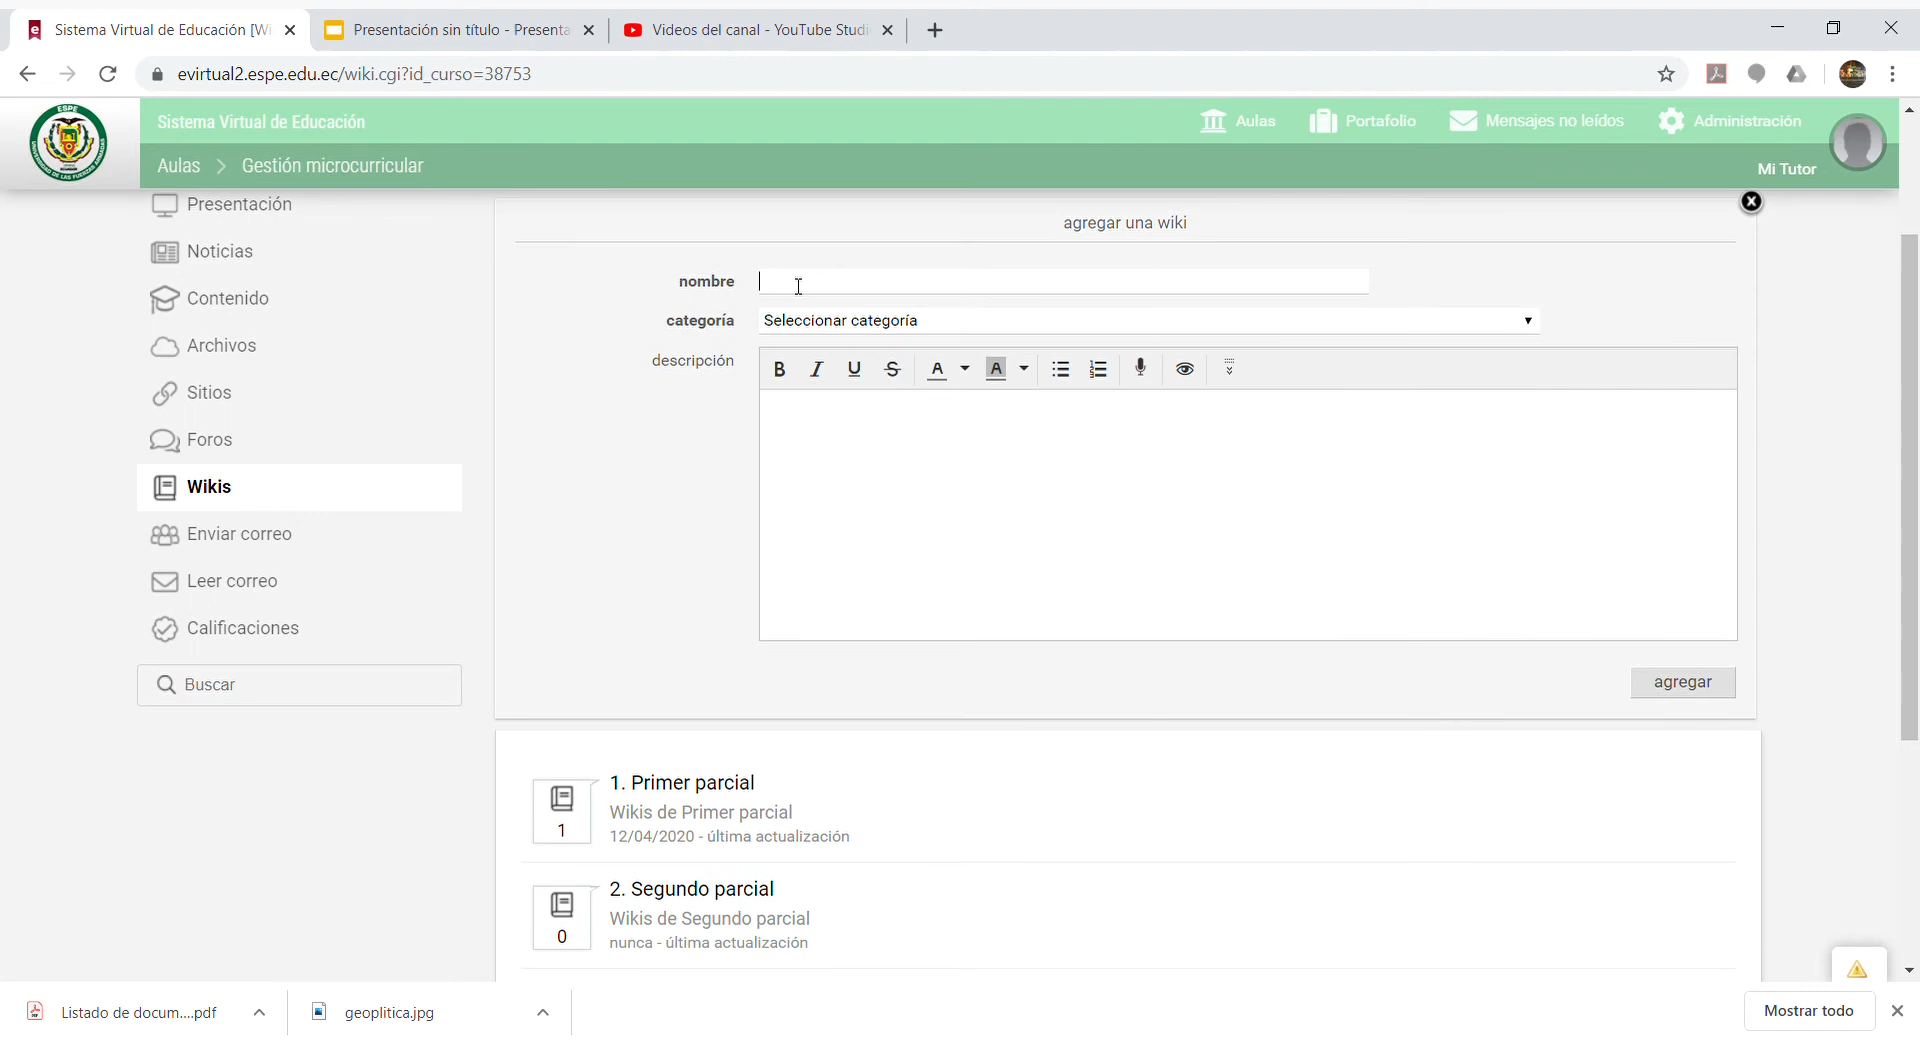 Sistema Virtual de Educación [Wi
Presentación sin título - Presenta
Videos del canal - YouTube Studi
evirtual2.espe.edu.ec/wiki.cgi?id_curso=38753
ESPE
Sistema Virtual de Educación
Aulas
Portafolio
Mensajes no leídos
Administración
Aulas > Gestión microcurricular
Mi Tutor
Presentación
Noticias
Contenido
Archivos
Sitios
Foros
Wikis
Enviar correo
Leer correo
Calificaciones
Buscar
agregar una wiki
nombre
categoría
Seleccionar categoría
descripción
B I U S A A
agregar
1. Primer parcial
Wikis de Primer parcial
12/04/2020 - última actualización
1
2. Segundo parcial
Wikis de Segundo parcial
nunca - última actualización
0
Listado de docum....pdf
geoplitica.jpg
Mostrar todo